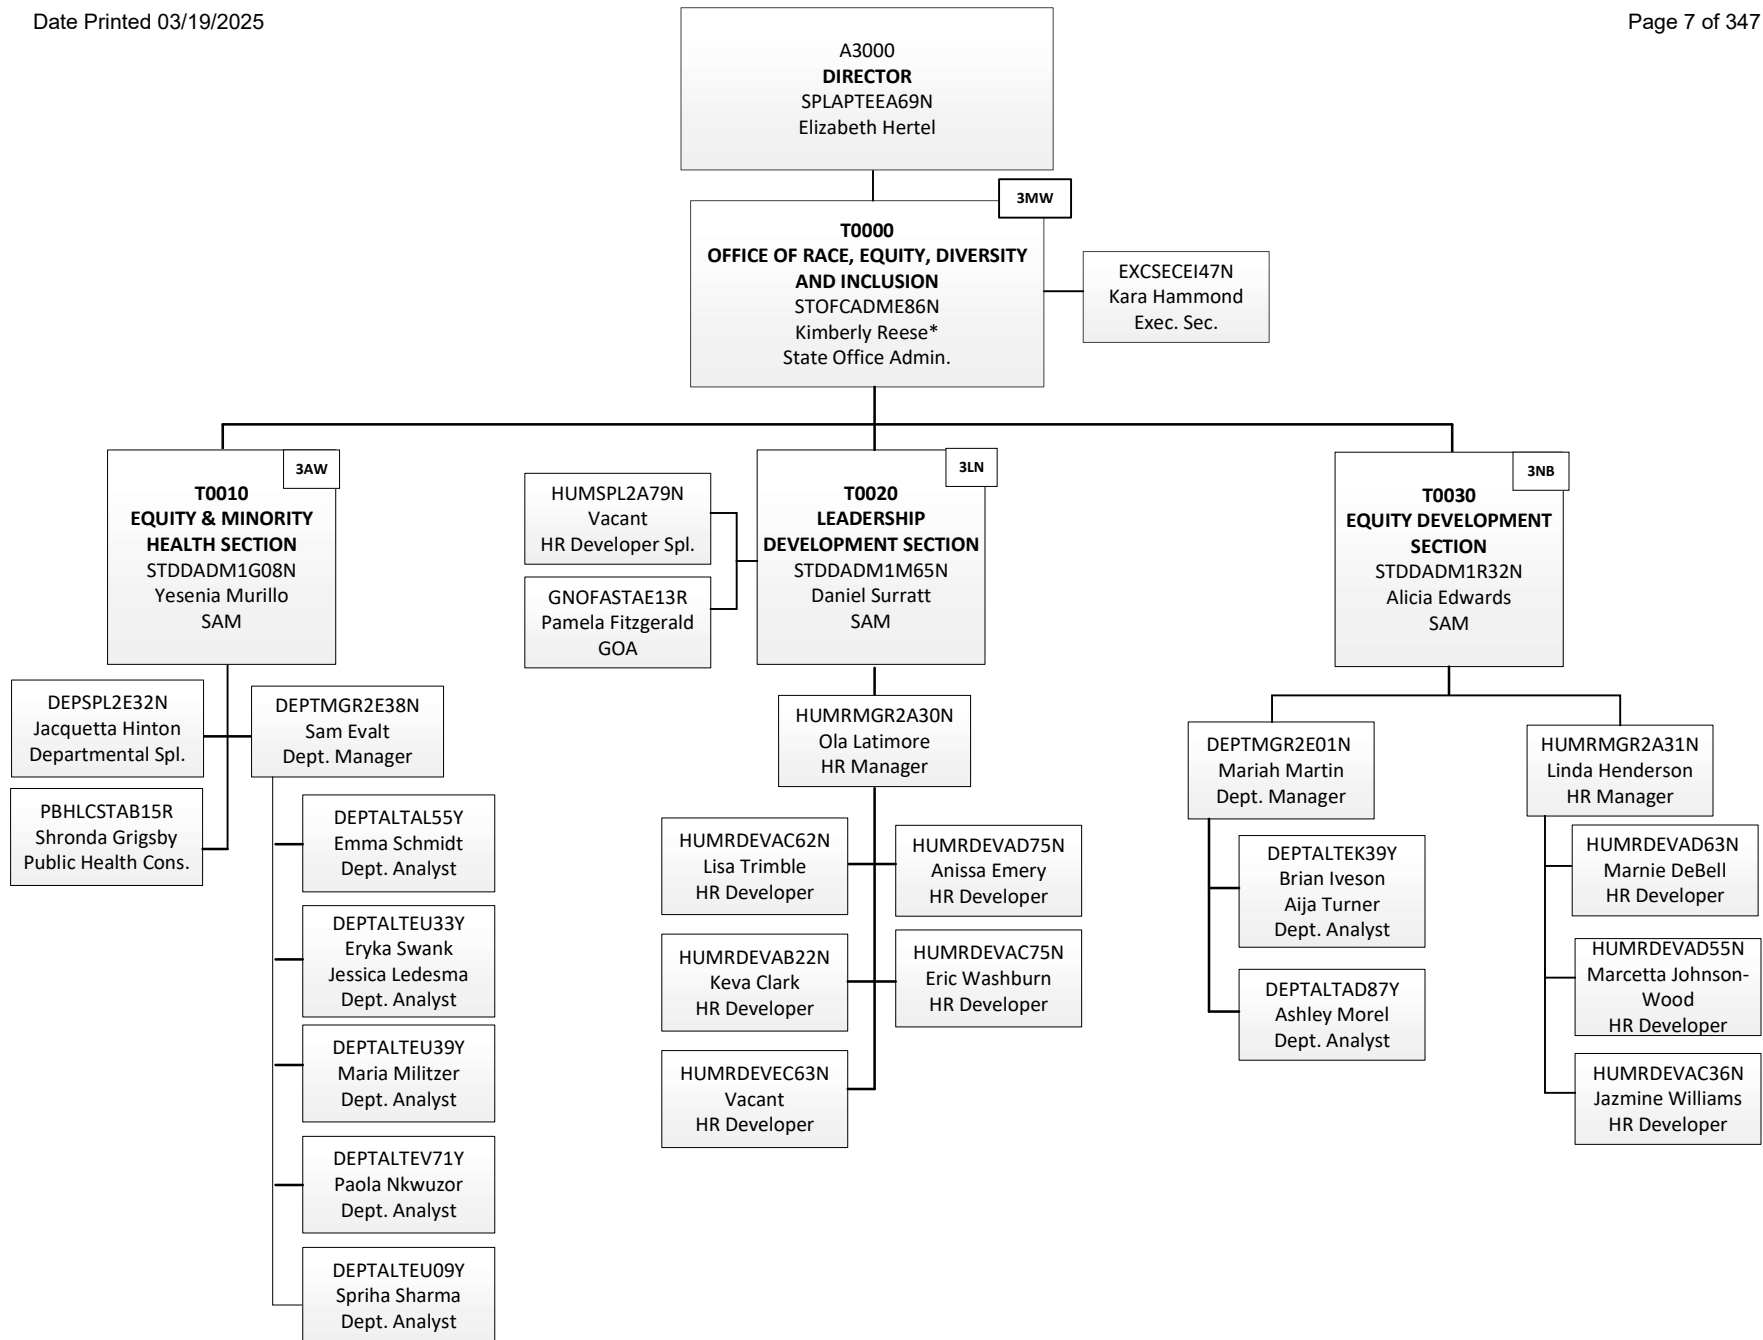 Date Printed 03/19/2025
Page 7 of 347
A3000
DIRECTOR
SPLAPTEEA69N
Elizabeth Hertel
3MW
T0000
OFFICE OF RACE, EQUITY, DIVERSITY
AND INCLUSION
STOFCADME86N
Kimberly Reese*
State Office Admin.
EXCSECEI47N
Kara Hammond
Exec. Sec.
3AW
T0010
EQUITY & MINORITY
HEALTH SECTION
STDDADM1G08N
Yesenia Murillo
SAM
DEPSPL2E32N
Jacquetta Hinton
Departmental Spl.
DEPTMGR2E38N
Sam Evalt
Dept. Manager
PBHLCSTAB15R
Shronda Grigsby
Public Health Cons.
DEPTALTAL55Y
Emma Schmidt
Dept. Analyst
DEPTALTEU33Y
Eryka Swank
Jessica Ledesma
Dept. Analyst
DEPTALTEU39Y
Maria Militzer
Dept. Analyst
DEPTALTEV71Y
Paola Nkwuzor
Dept. Analyst
DEPTALTEU09Y
Spriha Sharma
Dept. Analyst
HUMSPL2A79N
Vacant
HR Developer Spl.
GNOFASTAE13R
Pamela Fitzgerald
GOA
3LN
T0020
LEADERSHIP
DEVELOPMENT SECTION
STDDADM1M65N
Daniel Surratt
SAM
HUMRMGR2A30N
Ola Latimore
HR Manager
HUMRDEVAC62N
Lisa Trimble
HR Developer
HUMRDEVAD75N
Anissa Emery
HR Developer
HUMRDEVAB22N
Keva Clark
HR Developer
HUMRDEVAC75N
Eric Washburn
HR Developer
HUMRDEVEC63N
Vacant
HR Developer
3NB
T0030
EQUITY DEVELOPMENT
SECTION
STDDADM1R32N
Alicia Edwards
SAM
DEPTMGR2E01N
Mariah Martin
Dept. Manager
DEPTALTEK39Y
Brian Iveson
Aija Turner
Dept. Analyst
DEPTALTAD87Y
Ashley Morel
Dept. Analyst
HUMRMGR2A31N
Linda Henderson
HR Manager
HUMRDEVAD63N
Marnie DeBell
HR Developer
HUMRDEVAD55N
Marcetta Johnson-
Wood
HR Developer
HUMRDEVAC36N
Jazmine Williams
HR Developer